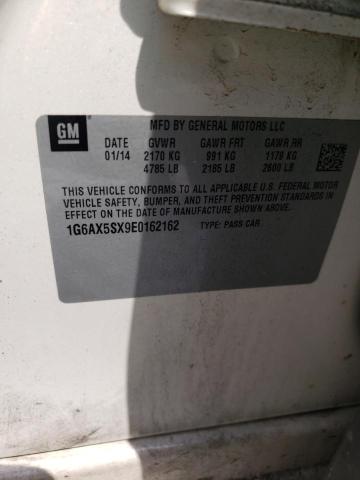 GM
MFD BY GENERAL MOTORS LLC
DATE GVWR GAWR FRT GAWR RR
01/14 2170 KG 991 KG 1179 KG
4785 LB 2185 LB 2600 LB
THIS VEHICLE CONFORMS TO ALL APPLICABLE U.S. FEDERAL MOTOR
VEHICLE SAFETY, BUMPER, AND THEFT PREVENTION STANDARDS IN
EFFECT ON THE DATE OF MANUFACTURE SHOWN ABOVE.
1G6AX5SX9E0162162 TYPE: PASS CAR